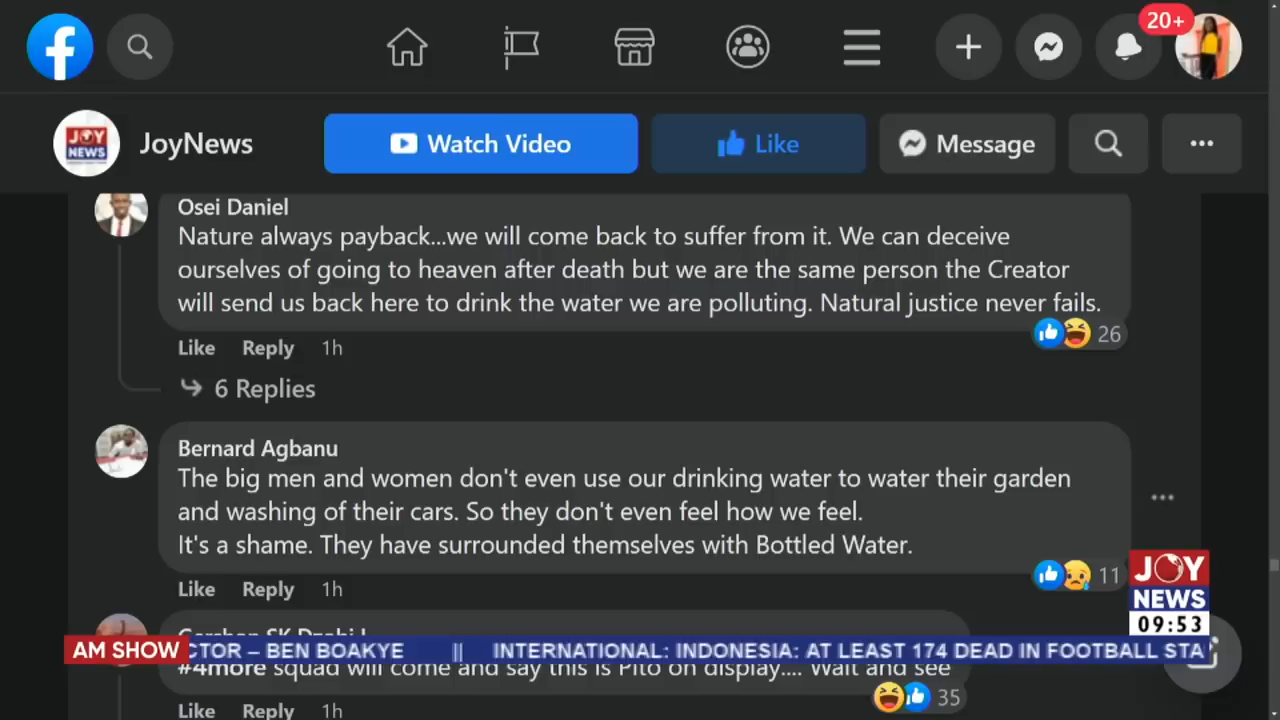 20+
JOY
NEWS
JoyNews
Watch Video
Like
Message
Osei Daniel
Nature always payback...we will come back to suffer from it. We can deceive
ourselves of going to heaven after death but we are the same person the Creator
will send us back here to drink the water we are polluting. Natural justice never fails.
26
Like Reply 1h
6 Replies
Bernard Agbanu
The big men and women don't even use our drinking water to water their garden
and washing of their cars. So they don't even feel how we feel.
It's a shame. They have surrounded themselves with Bottled Water.
11
Like Reply 1h
JOY
NEWS
09:53
AM SHOW
CTOR – BEN BOAKYE || INTERNATIONAL: INDONESIA: AT LEAST 174 DEAD IN FOOTBALL STA
#4more squad will come and say this is Pito on display.... Wait and see
35
Like Reply 1h